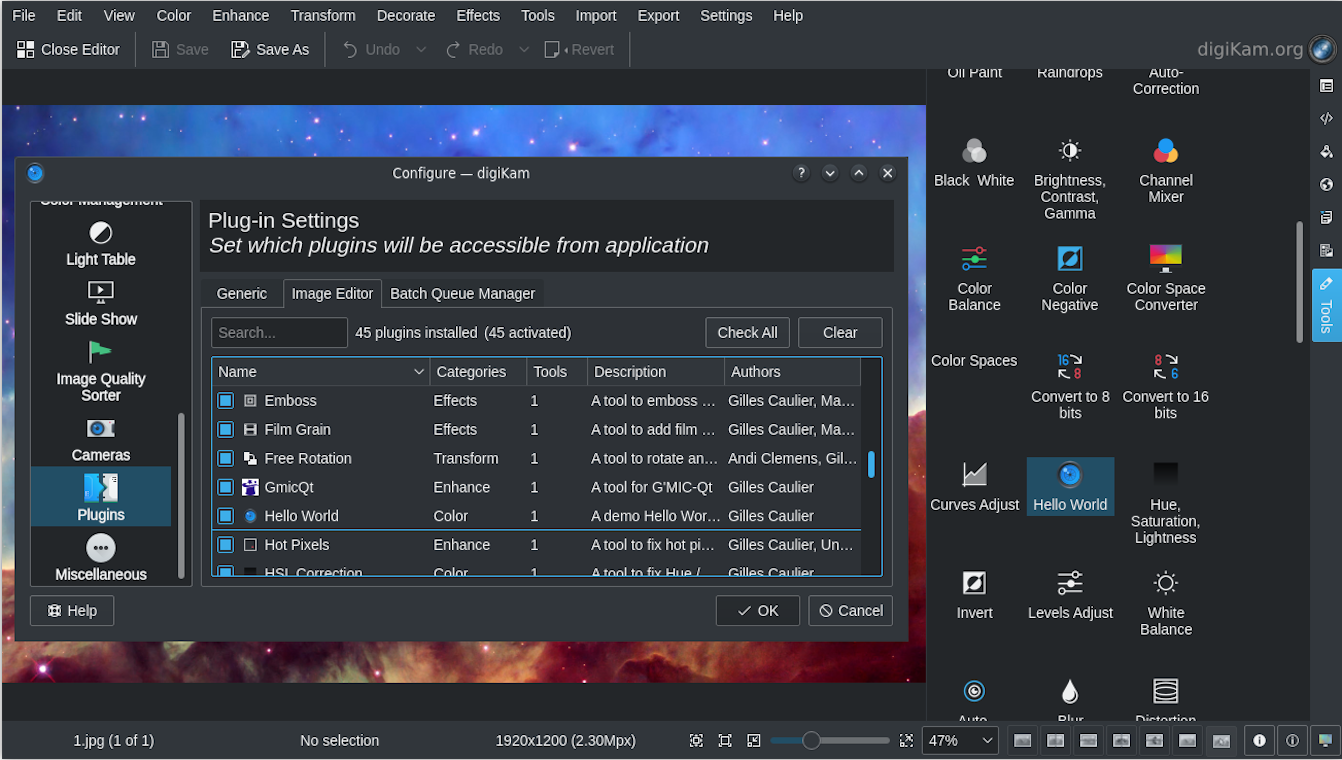 File Edit View Color Enhance Transform Decorate Effects Tools Import Export Settings Help
Close Editor Save Save As Undo Redo Revert digiKam.org
Configure — digiKam
Color Management
Light Table
Slide Show
Image Quality
Sorter
Cameras
Plugins
Miscellaneous
Plug-in Settings
Set which plugins will be accessible from application
Generic Image Editor Batch Queue Manager
Search... 45 plugins installed (45 activated) Check All Clear
Name Categories Tools Description Authors
Emboss Effects 1 A tool to emboss ... Gilles Caulier, Ma...
Film Grain Effects 1 A tool to add film ... Gilles Caulier, Ma...
Free Rotation Transform 1 A tool to rotate an... Andi Clemens, Gil...
GmicQt Enhance 1 A tool for G'MIC-Qt Gilles Caulier
Hello World Color 1 A demo Hello Wor... Gilles Caulier
Hot Pixels Enhance 1 A tool to fix hot pi... Gilles Caulier, Un...
HSL Correction Color 1 A tool to fix Hue / Gilles Caulier
Help OK Cancel
Oil Paint Raindrops Auto-
Correction
Black White
Brightness,
Contrast,
Gamma
Channel
Mixer
Color
Balance
Color
Negative
Color Space
Converter
Color Spaces
16 8
Convert to 8
bits
8 6
Convert to 16
bits
Curves Adjust
Hello World
Hue,
Saturation,
Lightness
Invert
Levels Adjust
White
Balance
Auto
Blur
Distortion
Tools
1.jpg (1 of 1) No selection 1920x1200 (2.30Mpx) 47%